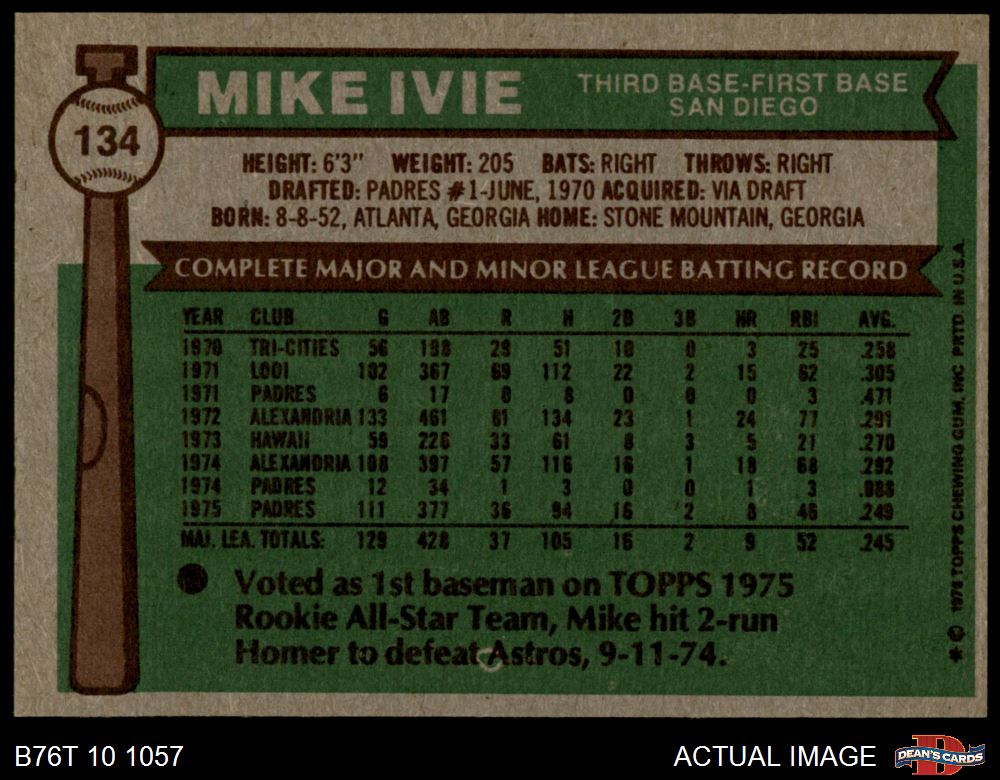 134
MIKE IVIE
THIRD BASE-FIRST BASE
SAN DIEGO
HEIGHT: 6'3" WEIGHT: 205 BATS: RIGHT THROWS: RIGHT
DRAFTED: PADRES #1-JUNE, 1970 ACQUIRED: VIA DRAFT
BORN: 8-8-52, ATLANTA, GEORGIA HOME: STONE MOUNTAIN, GEORGIA
COMPLETE MAJOR AND MINOR LEAGUE BATTING RECORD
YEAR CLUB G AB R H 2B 3B HR RBI AVG.
1970 TRI-CITIES 56 198 29 51 10 0 3 25 .258
1971 LODI 102 367 69 112 22 2 15 62 .305
1971 PADRES 6 17 0 8 0 0 0 3 .471
1972 ALEXANDRIA 133 461 61 134 23 1 24 77 .291
1973 HAWAII 59 226 33 61 8 3 5 21 .270
1974 ALEXANDRIA 108 397 57 116 16 1 18 68 .292
1974 PADRES 12 34 1 3 0 0 1 3 .088
1975 PADRES 111 377 36 94 16 2 8 46 .249
MAJ. LEA. TOTALS: 129 428 37 105 16 2 9 52 .245
Voted as 1st baseman on TOPPS 1975
Rookie All-Star Team, Mike hit 2-run
Homer to defeat Astros, 9-11-74.
* © 1976 TOPPS CHEWING GUM, INC PRTD. IN U.S.A.
B76T 10 1057
ACTUAL IMAGE
DEAN'S CARDS